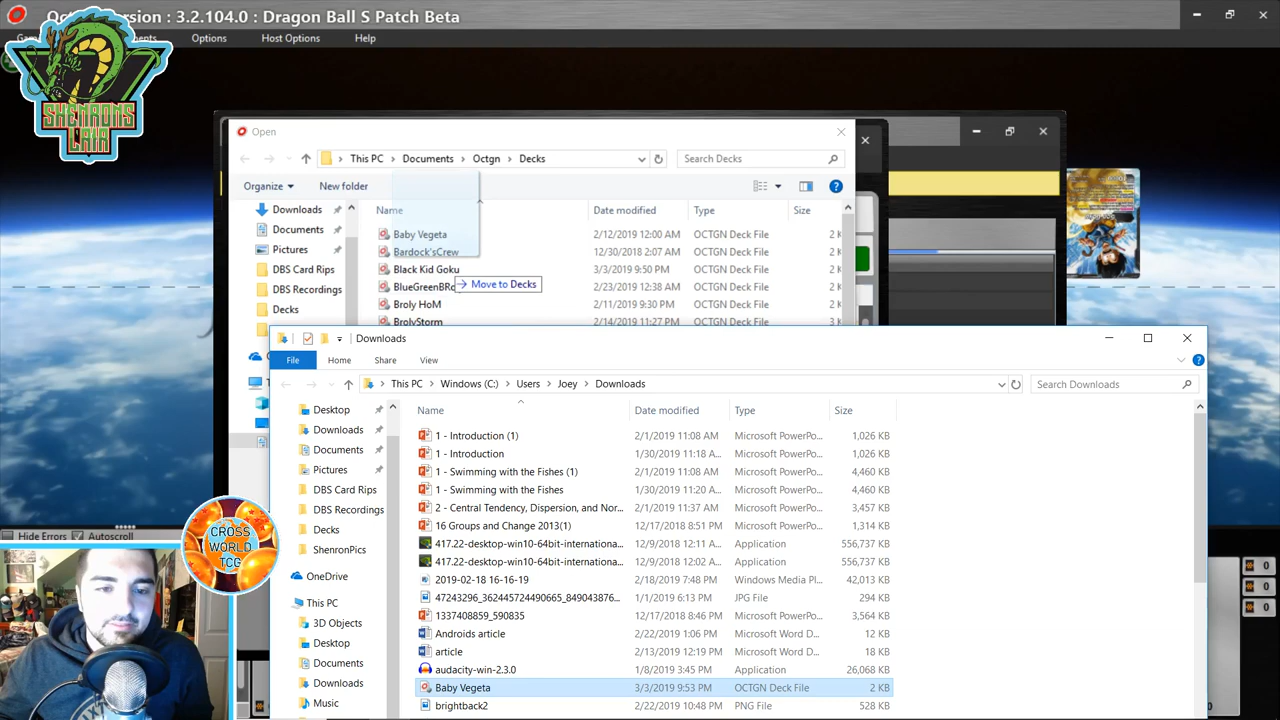 Version : 3.2.104.0 : Dragon Ball S Patch Beta
Options
Host Options
Help
SHENRONS
LAIR
Open
This PC > Documents > Octgn > Decks
Search Decks
Organize
New folder
Name
Date modified
Type
Size
Downloads
Documents
Pictures
DBS Card Rips
DBS Recordings
Decks
Baby Vegeta 2/12/2019 12:00 AM OCTGN Deck File 2 K
Bardock'sCrew 12/30/2018 2:07 AM OCTGN Deck File 2 K
Black Kid Goku 3/3/2019 9:50 PM OCTGN Deck File 2 K
BlueGreenBRo 2/23/2019 12:38 AM OCTGN Deck File 2 K
Broly HoM 2/11/2019 9:30 PM OCTGN Deck File 2 K
BrolyStorm 2/14/2019 11:27 PM OCTGN Deck File 2 K
Move to Decks
Downloads
File
Home
Share
View
This PC > Windows (C:) > Users > Joey > Downloads
Search Downloads
Name
Date modified
Type
Size
Desktop
Downloads
Documents
Pictures
DBS Card Rips
DBS Recordings
Decks
ShenronPics
OneDrive
This PC
3D Objects
Desktop
Documents
Downloads
Music
1 - Introduction (1) 2/1/2019 11:08 AM Microsoft PowerPo... 1,026 KB
1 - Introduction 1/30/2019 11:18 A... Microsoft PowerPo... 1,026 KB
1 - Swimming with the Fishes (1) 2/1/2019 11:08 AM Microsoft PowerPo... 4,460 KB
1 - Swimming with the Fishes 1/30/2019 11:20 A... Microsoft PowerPo... 4,460 KB
2 - Central Tendency, Dispersion, and Nor... 2/1/2019 11:37 AM Microsoft PowerPo... 3,457 KB
16 Groups and Change 2013(1) 12/17/2018 8:51 PM Microsoft PowerPo... 1,314 KB
417.22-desktop-win10-64bit-internationa... 12/9/2018 12:11 A... Application 556,737 KB
417.22-desktop-win10-64bit-internationa... 12/9/2018 12:02 A... Application 556,737 KB
2019-02-18 16-16-19 2/18/2019 7:48 PM Windows Media Pl... 42,013 KB
47243296_362445724490665_849043876... 1/1/2019 6:13 PM JPG File 294 KB
1337408859_590835 12/17/2018 8:46 PM Microsoft PowerPo... 3,564 KB
Androids article 2/22/2019 1:06 PM Microsoft Word D... 12 KB
article 2/13/2019 12:19 PM Microsoft Word D... 18 KB
audacity-win-2.3.0 1/8/2019 3:45 PM Application 26,068 KB
Baby Vegeta 3/3/2019 9:53 PM OCTGN Deck File 2 KB
brightback2 2/22/2019 10:48 PM PNG File 528 KB
Hide Errors
Autoscroll
CROSS
WORLD
TCG
0
0
0